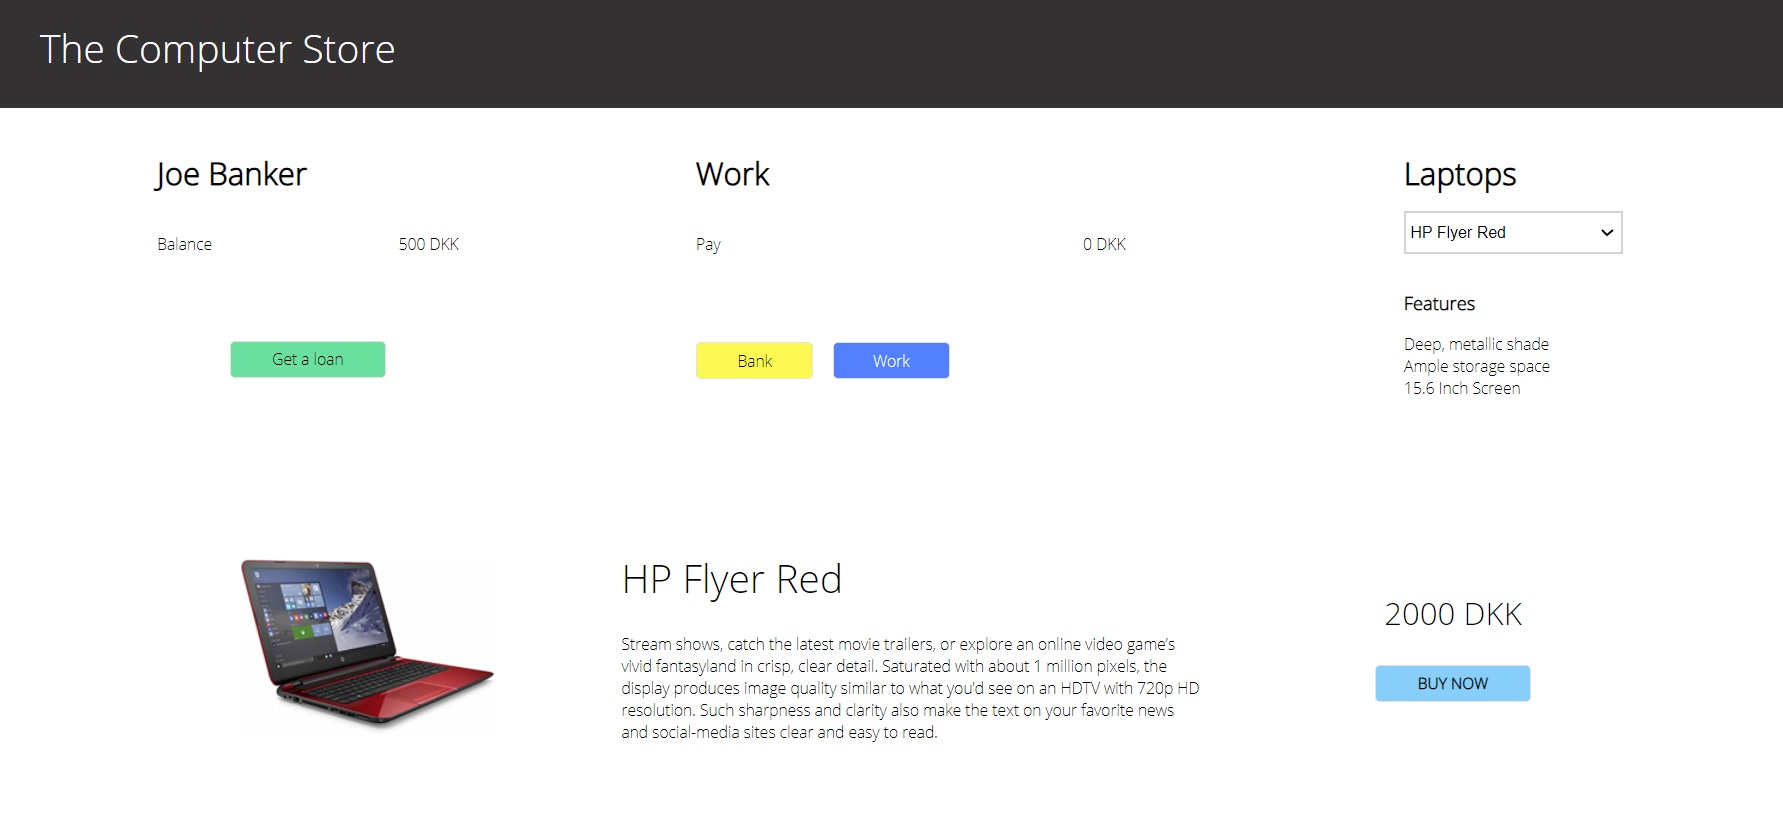 The Computer Store
Joe Banker
Balance 500 DKK
Get a loan
Work
Pay 0 DKK
Bank Work
Laptops
HP Flyer Red
Features
Deep, metallic shade
Ample storage space
15.6 Inch Screen
HP Flyer Red
Stream shows, catch the latest movie trailers, or explore an online video game’s
vivid fantasyland in crisp, clear detail. Saturated with about 1 million pixels, the
display produces image quality similar to what you’d see on an HDTV with 720p HD
resolution. Such sharpness and clarity also make the text on your favorite news
and social-media sites clear and easy to read.
2000 DKK
BUY NOW